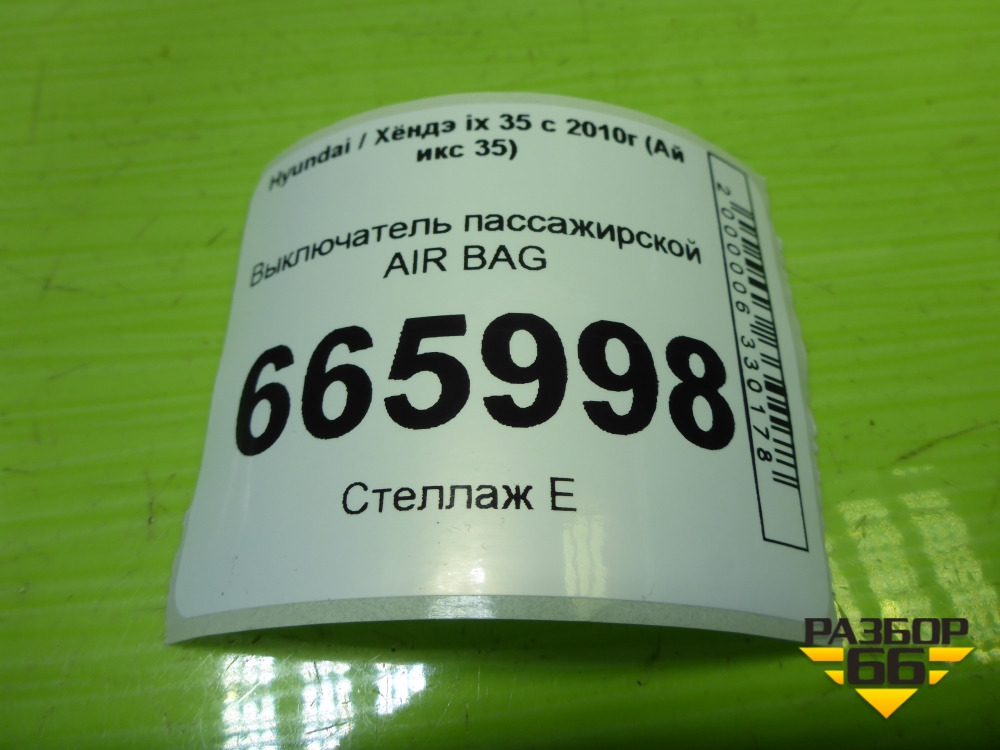 Hyundai / Хёндэ ix 35 с 2010г (Ай
икс 35)
Выключатель пассажирской
AIR BAG
665998
Стеллаж Е
2000006330178
РАЗБОР
66